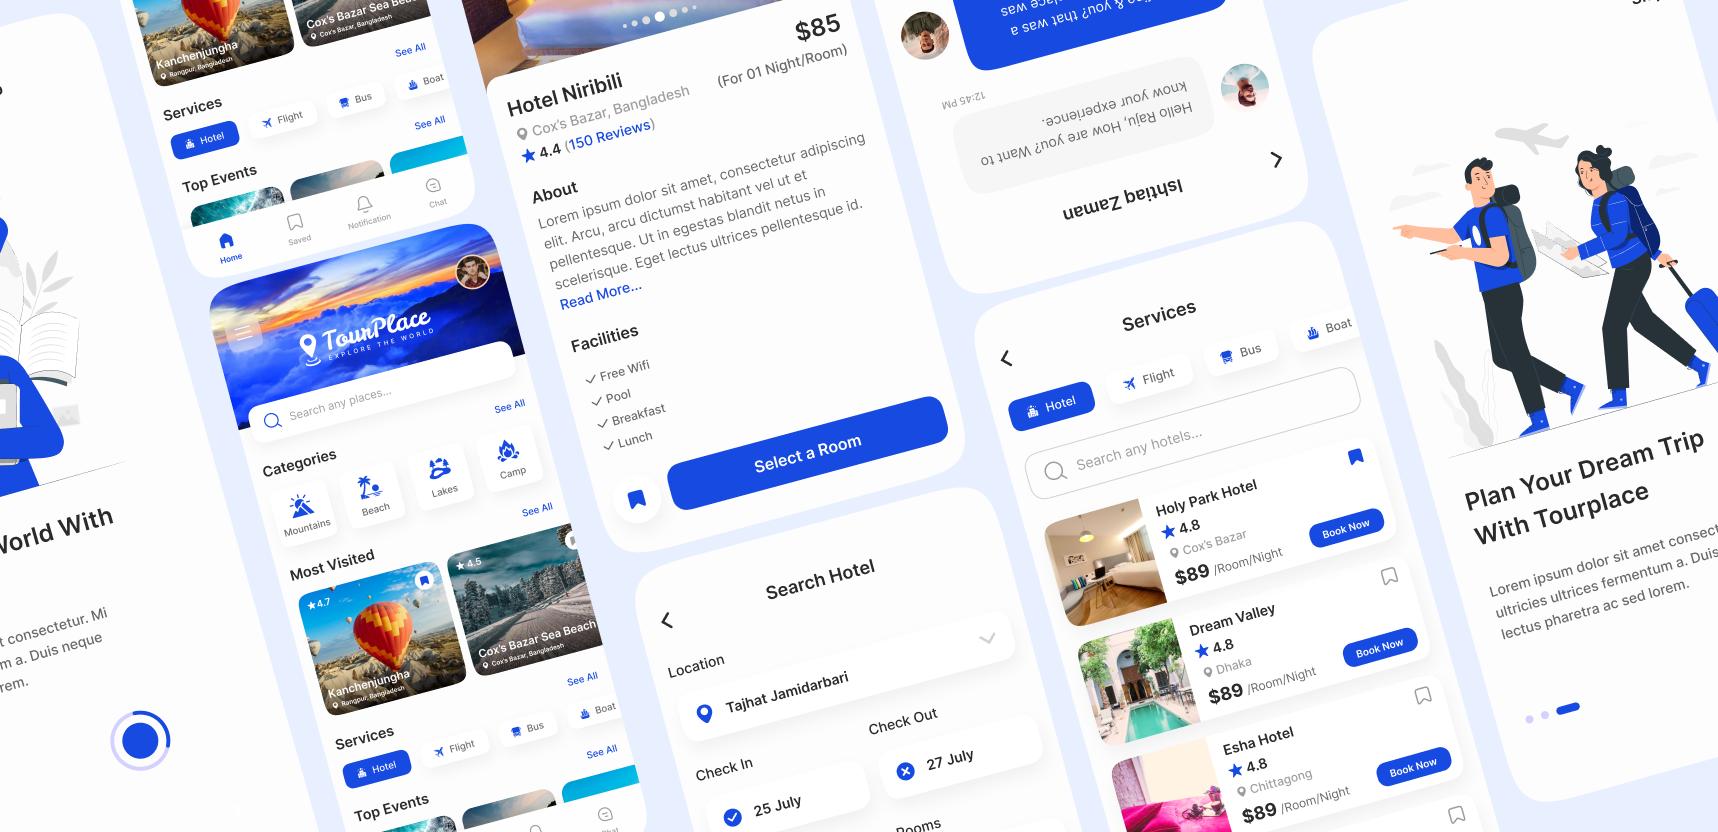 World With
t consectetur. Mi
m a. Duis neque
rem.
Kanchenjungha
Rangpur, Bangladesh
Cox's Bazar Sea Beach
Cox's Bazar, Bangladesh
See All
Services
Hotel
Flight
Bus
Boat
See All
Top Events
Home
Saved
Notification
Chat
TourPlace
EXPLORE THE WORLD
Search any places...
See All
Categories
Mountains
Beach
Lakes
Camp
See All
Most Visited
4.7
Kanchenjungha
Rangpur, Bangladesh
4.5
Cox's Bazar Sea Beach
Cox's Bazar, Bangladesh
See All
Services
Hotel
Flight
Bus
Boat
See All
Top Events
$85
Hotel Niribili
(For 01 Night/Room)
Cox's Bazar, Bangladesh
4.4 (150 Reviews)
About
Lorem ipsum dolor sit amet, consectetur adipiscing
elit. Arcu, arcu dictumst habitant vel ut et
pellentesque. Ut in egestas blandit netus in
scelerisque. Eget lectus ultrices pellentesque id.
Read More...
Facilities
Free Wifi
Pool
Breakfast
Lunch
Select a Room
Search Hotel
Location
Tajhat Jamidarbari
Check In
Check Out
25 July
27 July
Rooms
Ishtiaq Zaman
Hello Raju, How are you? Want to
know your experience.
12:45 PM
you? that was a
place was
Services
Hotel
Flight
Bus
Boat
Search any hotels...
Holy Park Hotel
4.8
Cox's Bazar
$89 /Room/Night
Book Now
Dream Valley
4.8
Dhaka
$89 /Room/Night
Book Now
Esha Hotel
4.8
Chittagong
$89 /Room/Night
Book Now
Plan Your Dream Trip
With Tourplace
Lorem ipsum dolor sit amet consect
ultricies ultrices fermentum a. Duis
lectus pharetra ac sed lorem.